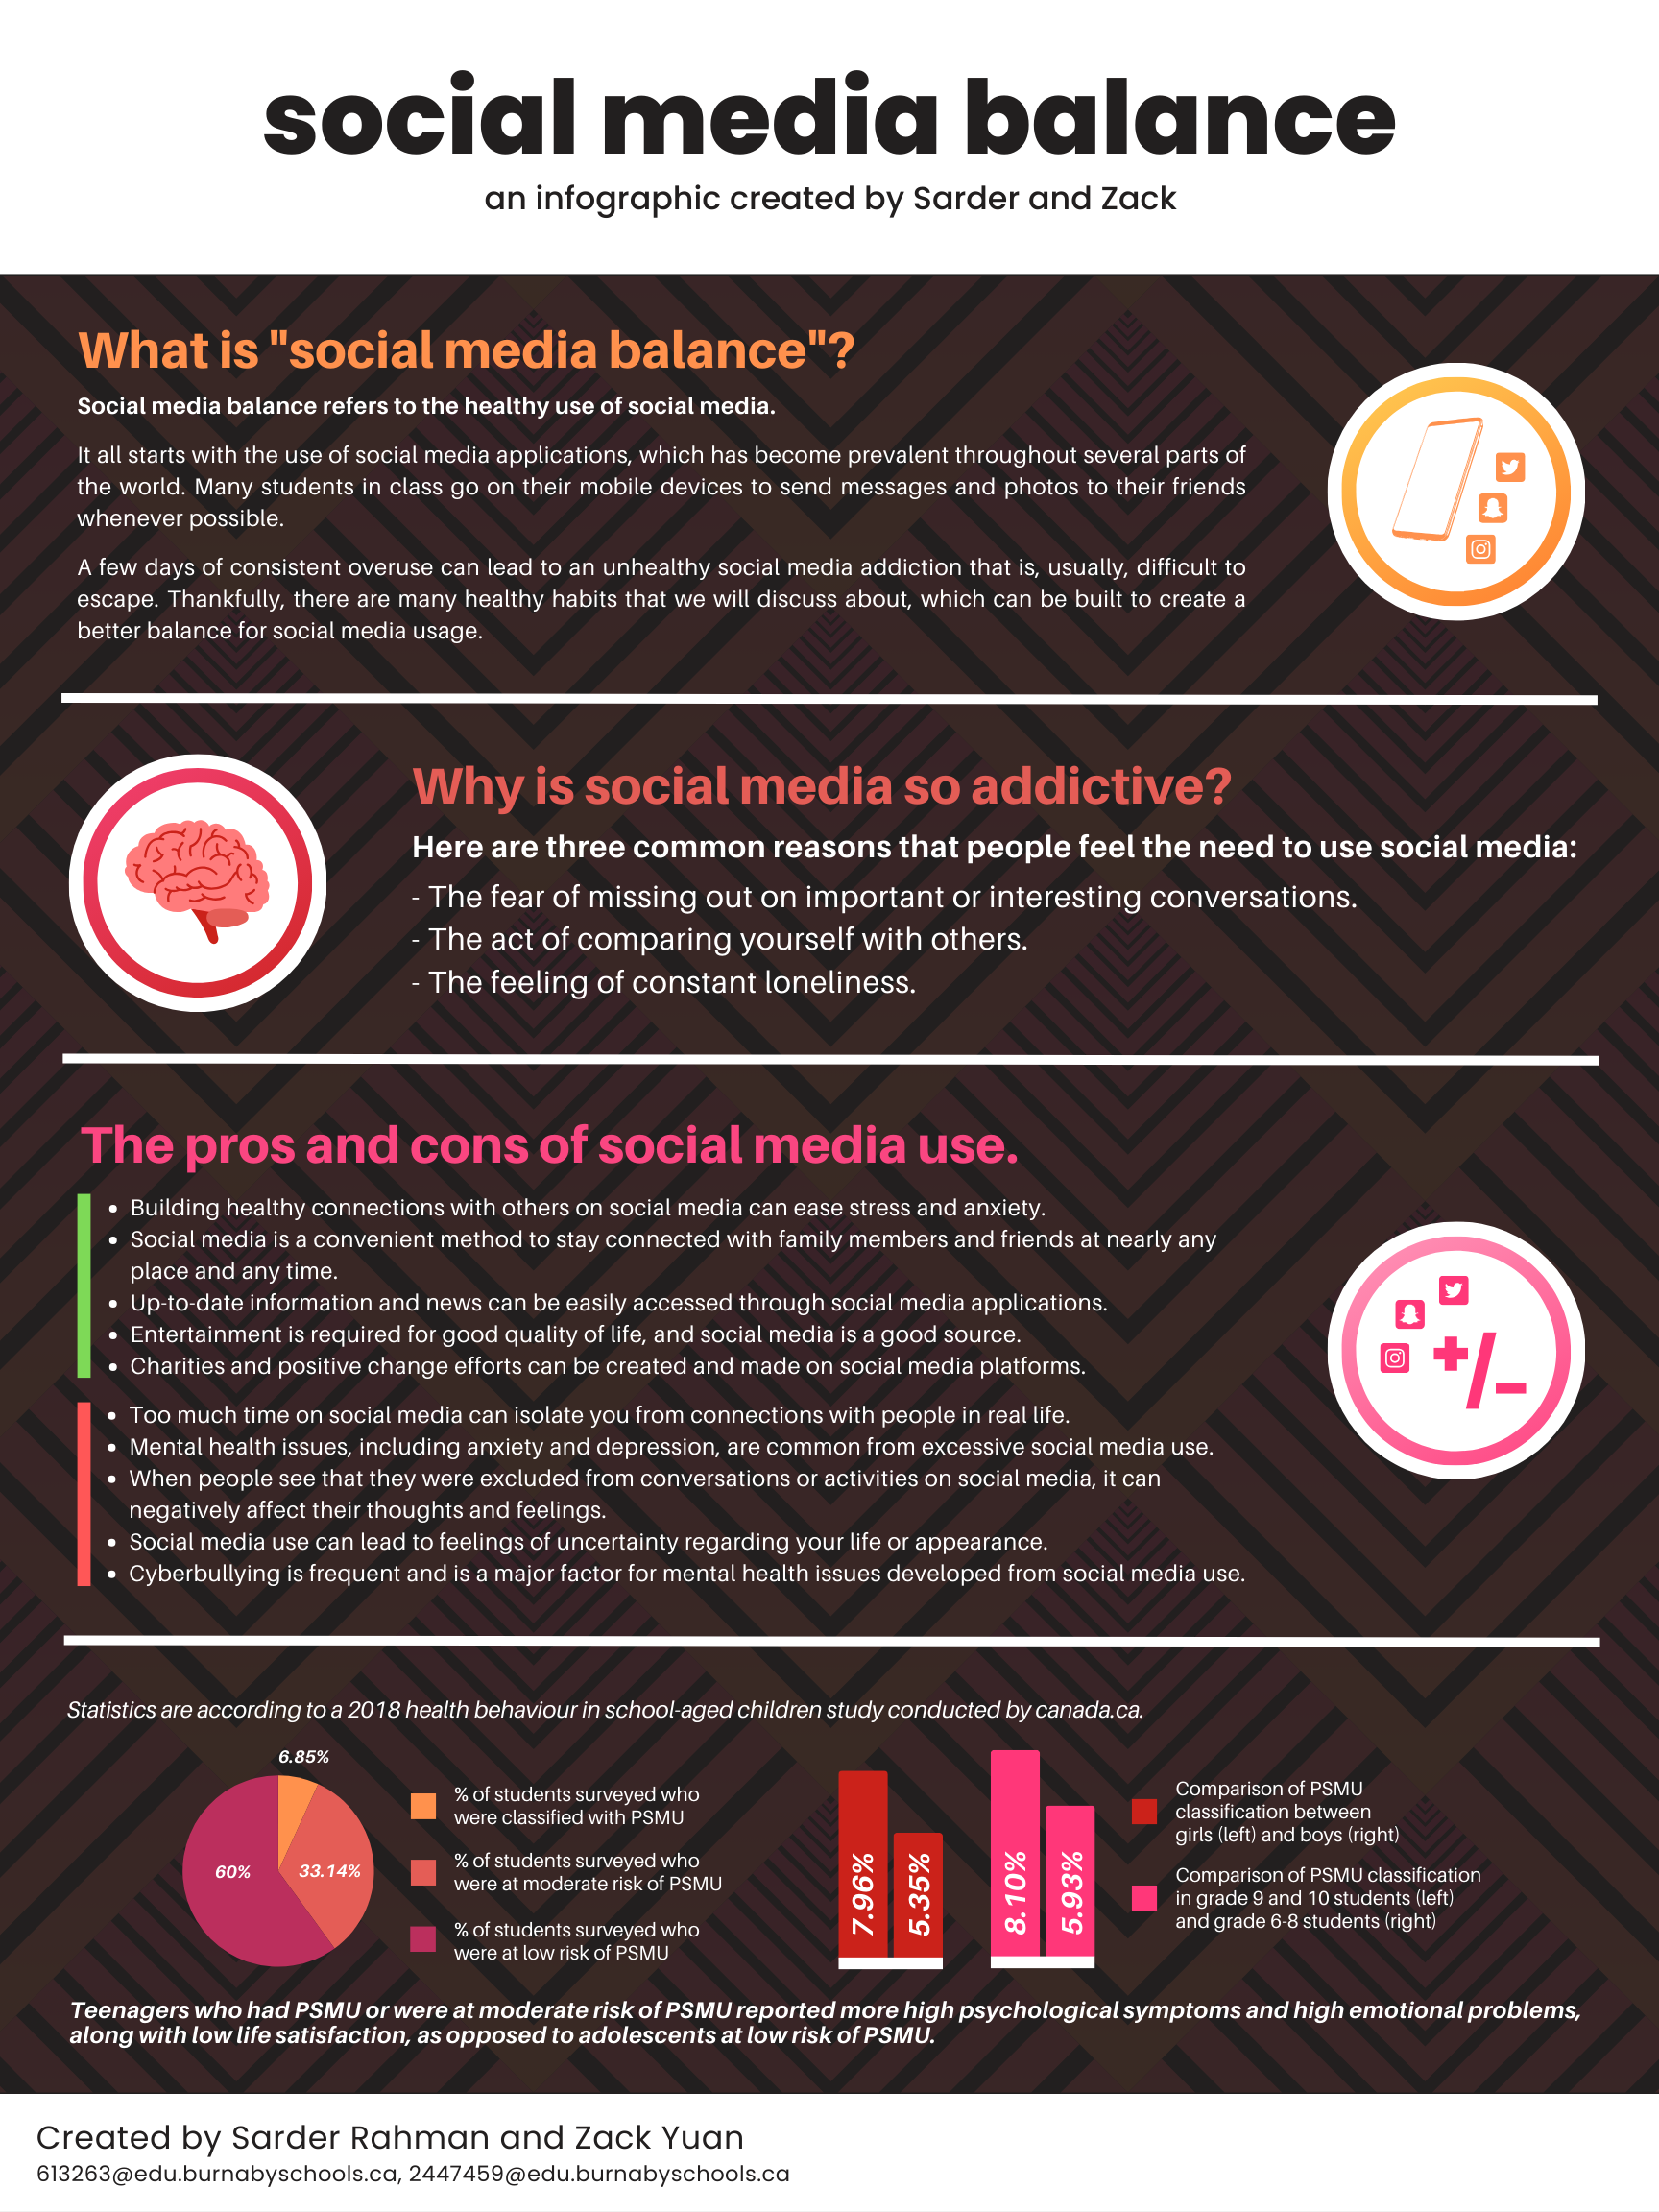 social media balance
an infographic created by Sarder and Zack
What is "social media balance"?
Social media balance refers to the healthy use of social media.
It all starts with the use of social media applications, which has become prevalent throughout several parts of
the world. Many students in class go on their mobile devices to send messages and photos to their friends
whenever possible.
A few days of consistent overuse can lead to an unhealthy social media addiction that is, usually, difficult to
escape. Thankfully, there are many healthy habits that we will discuss about, which can be built to create a
better balance for social media usage.
Why is social media so addictive?
Here are three common reasons that people feel the need to use social media:
- The fear of missing out on important or interesting conversations.
- The act of comparing yourself with others.
- The feeling of constant loneliness.
The pros and cons of social media use.
• Building healthy connections with others on social media can ease stress and anxiety.
• Social media is a convenient method to stay connected with family members and friends at nearly any
place and any time.
• Up-to-date information and news can be easily accessed through social media applications.
• Entertainment is required for good quality of life, and social media is a good source.
• Charities and positive change efforts can be created and made on social media platforms.
• Too much time on social media can isolate you from connections with people in real life.
• Mental health issues, including anxiety and depression, are common from excessive social media use.
• When people see that they were excluded from conversations or activities on social media, it can
negatively affect their thoughts and feelings.
• Social media use can lead to feelings of uncertainty regarding your life or appearance.
• Cyberbullying is frequent and is a major factor for mental health issues developed from social media use.
+/-
Statistics are according to a 2018 health behaviour in school-aged children study conducted by canada.ca.
6.85%
60%
33.14%
% of students surveyed who
were classified with PSMU
% of students surveyed who
were at moderate risk of PSMU
% of students surveyed who
were at low risk of PSMU
7.96%
5.35%
8.10%
5.93%
Comparison of PSMU
classification between
girls (left) and boys (right)
Comparison of PSMU classification
in grade 9 and 10 students (left)
and grade 6-8 students (right)
Teenagers who had PSMU or were at moderate risk of PSMU reported more high psychological symptoms and high emotional problems,
along with low life satisfaction, as opposed to adolescents at low risk of PSMU.
Created by Sarder Rahman and Zack Yuan
613263@edu.burnabyschools.ca, 2447459@edu.burnabyschools.ca